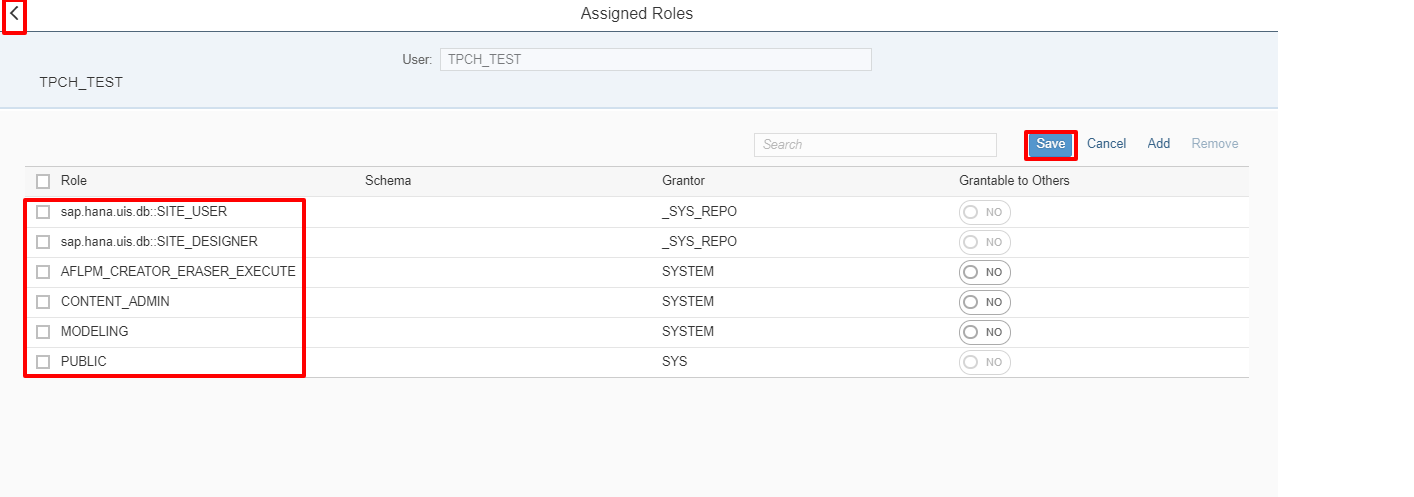 Assigned Roles
User: TPCH_TEST
TPCH_TEST
Search Save Cancel Add Remove
Role Schema Grantor Grantable to Others
sap.hana.uis.db::SITE_USER _SYS_REPO NO
sap.hana.uis.db::SITE_DESIGNER _SYS_REPO NO
AFLPM_CREATOR_ERASER_EXECUTE SYSTEM NO
CONTENT_ADMIN SYSTEM NO
MODELING SYSTEM NO
PUBLIC SYS NO